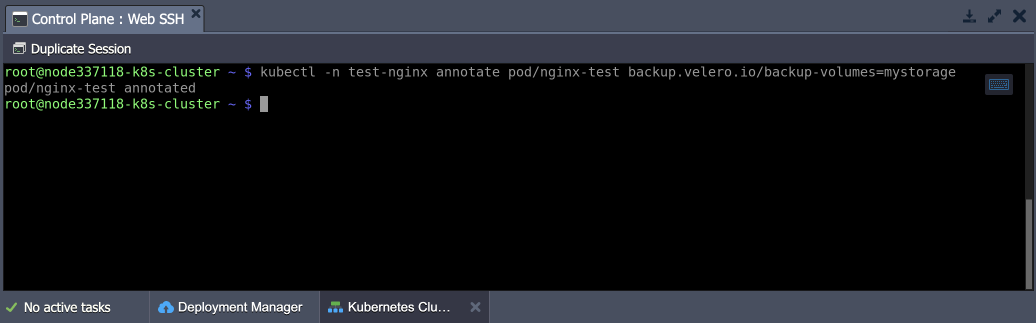 Control Plane : Web SSH
Duplicate Session
root@node337118-k8s-cluster ~ $ kubectl -n test-nginx annotate pod/nginx-test backup.velero.io/backup-volumes=mystorage
pod/nginx-test annotated
root@node337118-k8s-cluster ~ $
No active tasks
Deployment Manager
Kubernetes Clu...